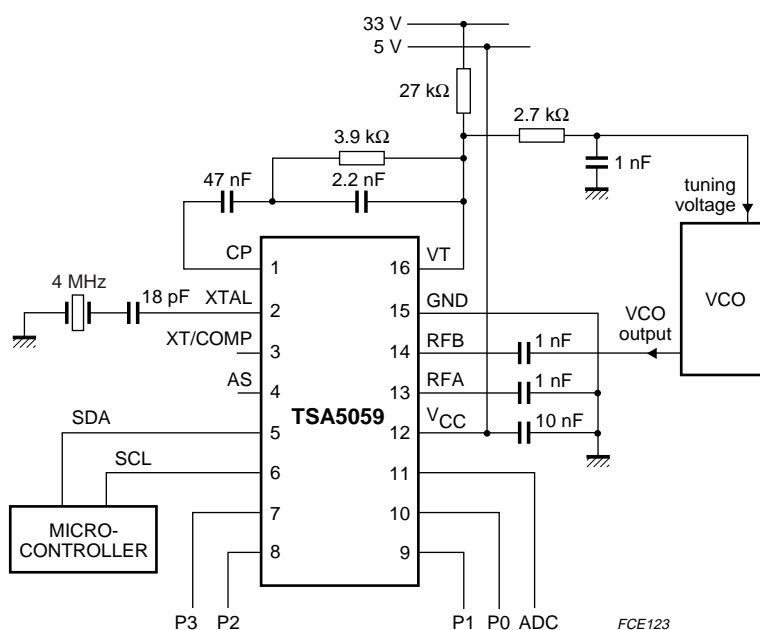 33 V
5 V
27 kΩ
2.7 kΩ
3.9 kΩ
1 nF
47 nF
2.2 nF
tuning
voltage
CP
1
16
VT
4 MHz
18 pF
XTAL
2
15
GND
VCO
VCO
output
XT/COMP
3
14
RFB
1 nF
AS
4
13
RFA
1 nF
TSA5059
SDA
5
12
VCC
10 nF
SCL
6
11
MICRO-
CONTROLLER
7
10
8
9
P3
P2
P1
P0
ADC
FCE123